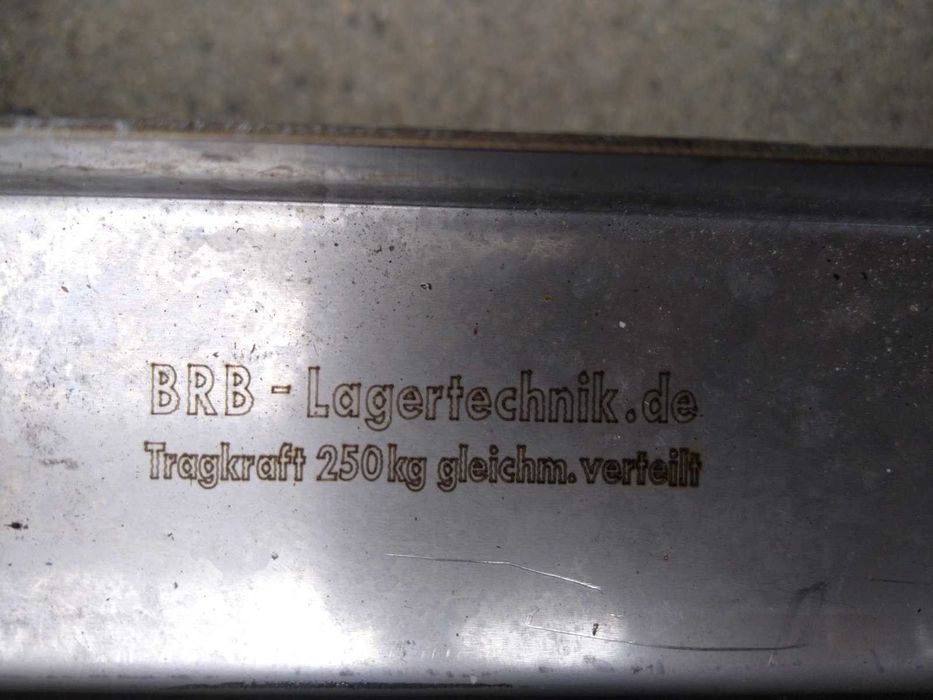 BRB - Lagertechnik.de
Tragkraft 250kg gleichm. verteilt